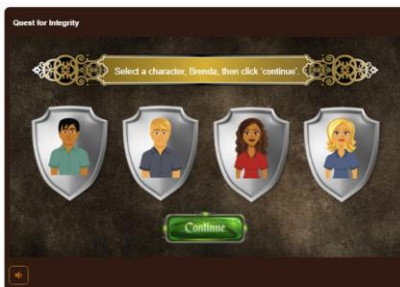 Quest for Integrity
Select a character, Brenda, then click 'continue'.
Continue